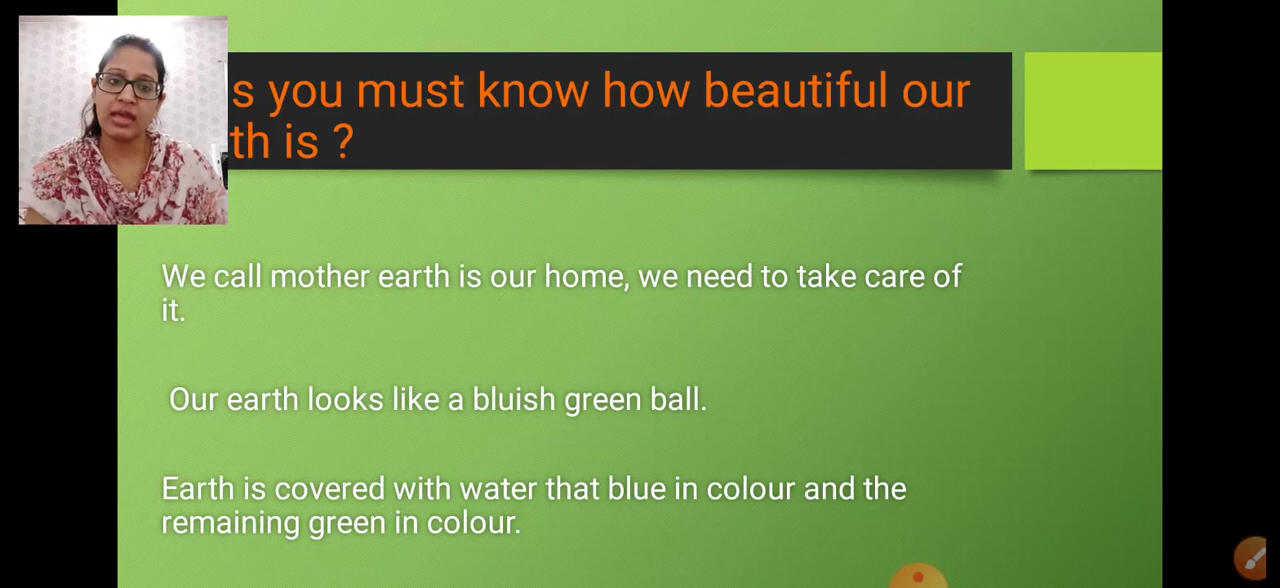 s you must know how beautiful our
th is ?
We call mother earth is our home, we need to take care of
it.
Our earth looks like a bluish green ball.
Earth is covered with water that blue in colour and the
remaining green in colour.